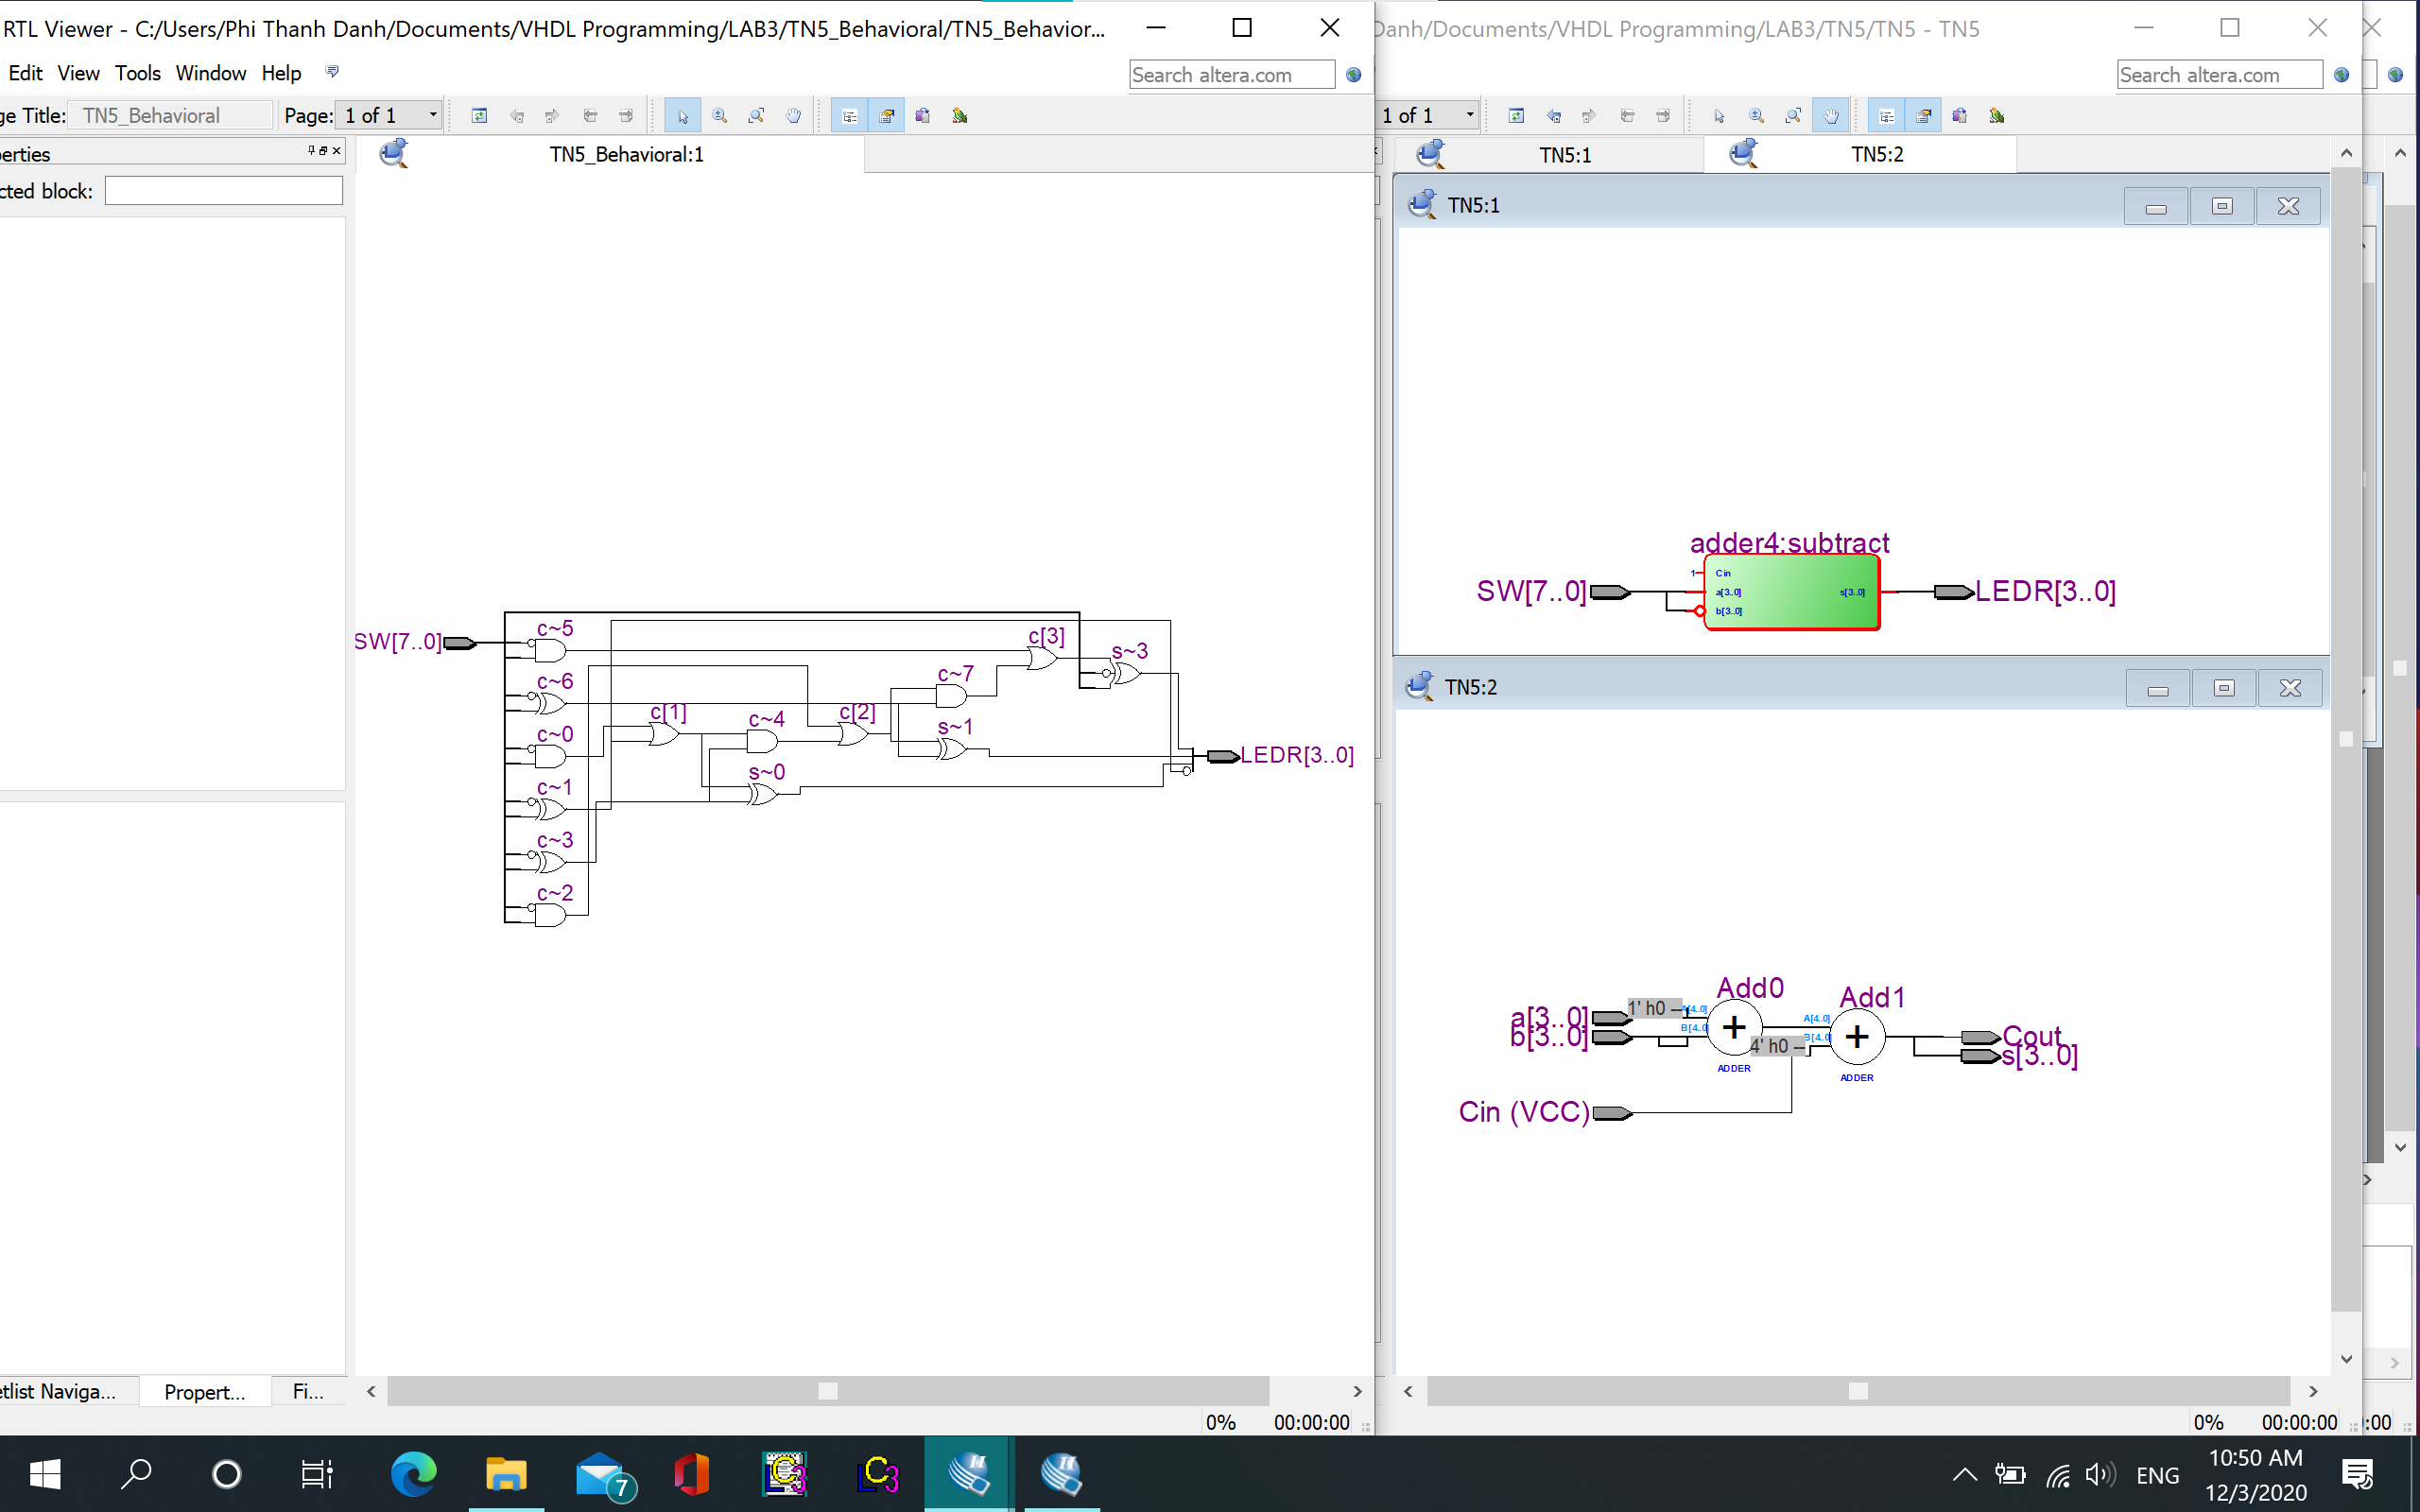 RTL Viewer - C:/Users/Phi Thanh Danh/Documents/VHDL Programming/LAB3/TN5_Behavioral/TN5_Behavior...
Edit View Tools Window Help
Search altera.com
ge Title: TN5_Behavioral Page: 1 of 1
erties
TN5_Behavioral:1
cted block:
SW[7..0]
c~5
c~6
c~0
c~1
c~3
c~2
c[1]
c~4
s~0
c[2]
c~7
s~1
c[3]
s~3
LEDR[3..0]
etlist Naviga... Propert... Fi...
0% 00:00:00
Danh/Documents/VHDL Programming/LAB3/TN5/TN5 - TN5
Search altera.com
1 of 1
TN5:1 TN5:2
TN5:1
adder4:subtract
SW[7..0]
1
Cin
a[3..0]
b[3..0]
s[3..0]
LEDR[3..0]
TN5:2
Add0
Add1
a[3..0]
b[3..0]
1' h0
A[4..0]
B[4..0]
4' h0
A[4..0]
B[4..0]
ADDER
ADDER
Cout
s[3..0]
Cin (VCC)
0% 00:00:00
:00
7
LC3
LC3
ENG
10:50 AM
12/3/2020
3